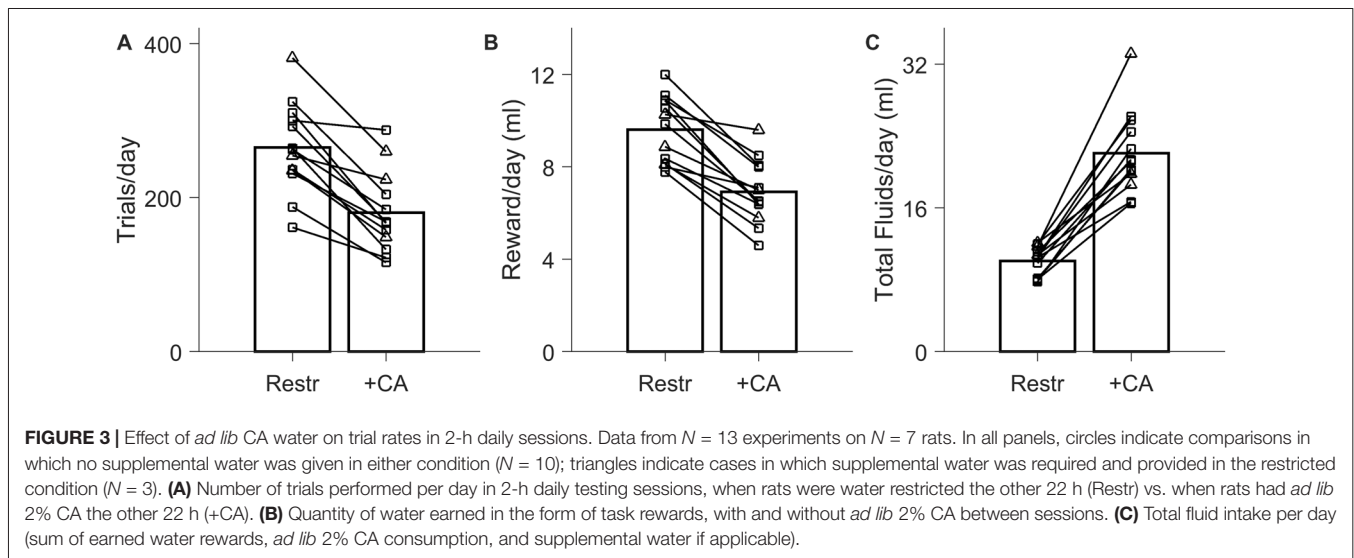 A
400
200
0
Trials/day
Restr
+CA
B
12
8
4
0
Reward/day (ml)
Restr
+CA
C
32
16
0
Total Fluids/day (ml)
Restr
+CA
FIGURE 3 | Effect of ad lib CA water on trial rates in 2-h daily sessions. Data from N = 13 experiments on N = 7 rats. In all panels, circles indicate comparisons in
which no supplemental water was given in either condition (N = 10); triangles indicate cases in which supplemental water was required and provided in the restricted
condition (N = 3). (A) Number of trials performed per day in 2-h daily testing sessions, when rats were water restricted the other 22 h (Restr) vs. when rats had ad lib
2% CA the other 22 h (+CA). (B) Quantity of water earned in the form of task rewards, with and without ad lib 2% CA between sessions. (C) Total fluid intake per day
(sum of earned water rewards, ad lib 2% CA consumption, and supplemental water if applicable).